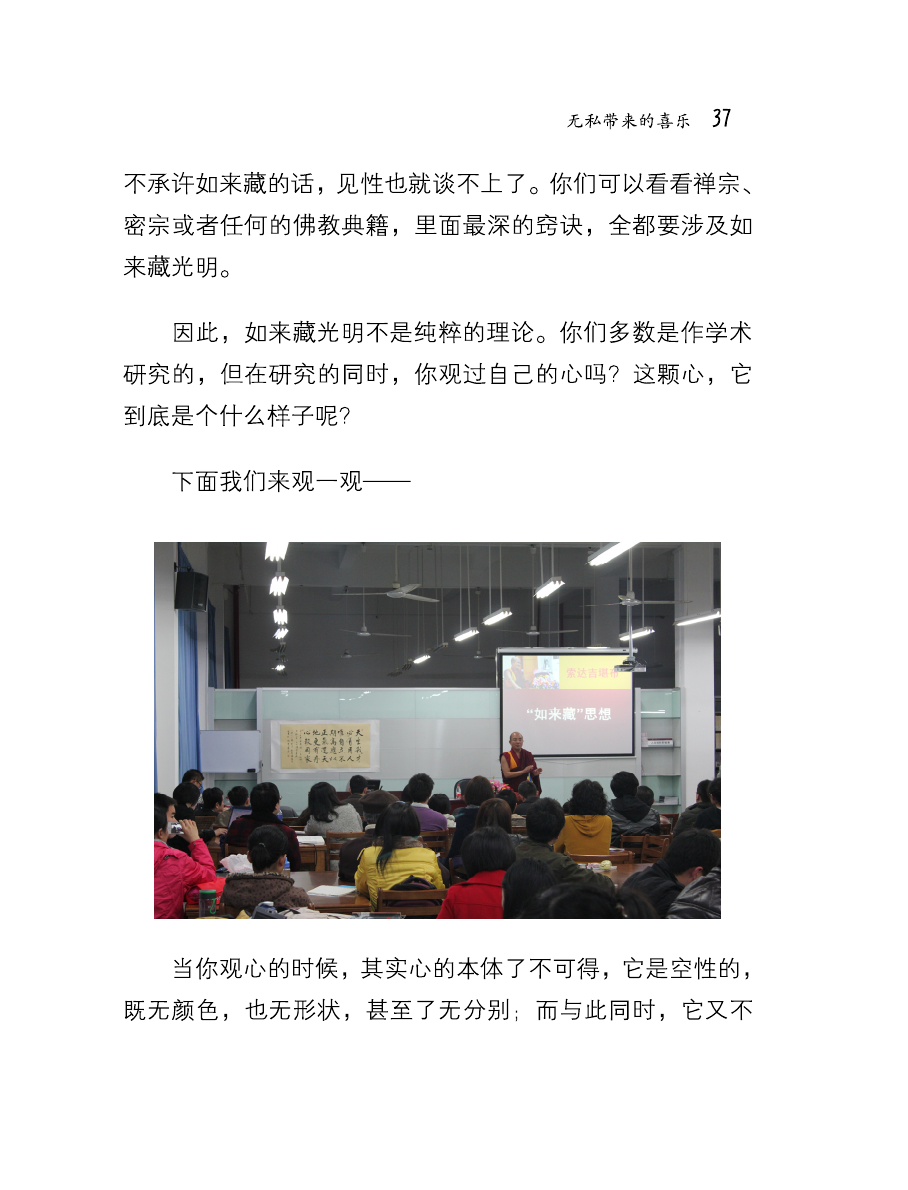 无私带来的喜乐 37
不承许如来藏的话，见性也就谈不上了。你们可以看看禅宗、
密宗或者任何的佛教典籍，里面最深的窍诀，全都要涉及如
来藏光明。
因此，如来藏光明不是纯粹的理论。你们多数是作学术
研究的，但在研究的同时，你观过自己的心吗？这颗心，它
到底是个什么样子呢？
下面我们来观一观——
索达吉堪布
“如来藏”思想
当你观心的时候，其实心的本体了不可得，它是空性的，
既无颜色，也无形状，甚至了无分别；而与此同时，它又不